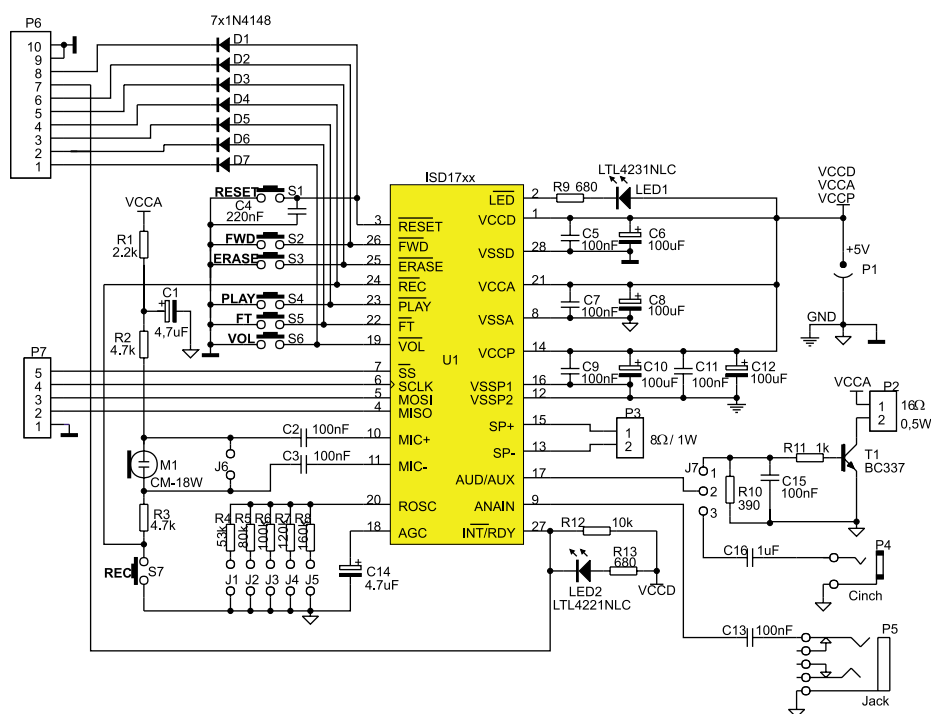 P6
10
9
8
7
6
5
4
3
2
1
7x1N4148
D1
D2
D3
D4
D5
D6
D7
VCCA
R1
2.2k
C1
4,7uF
R2
4.7k
RESET
S1
C4
220nF
FWD
S2
ERASE
S3
PLAY
S4
FT
S5
VOL
S6
P7
5
4
3
2
1
ISD17xx
U1
3
RESET
26
FWD
25
ERASE
24
REC
23
PLAY
22
FT
19
VOL
7
SS
6
SCLK
5
MOSI
4
MISO
10
MIC+
11
MIC-
20
ROSC
18
AGC
2
LED
1
VCCD
28
VSSD
21
VCCA
8
VSSA
14
VCCP
16
VSSP1
12
VSSP2
15
SP+
13
SP-
17
AUD/AUX
9
ANAIN
27
INT/RDY
C2
100nF
C3
100nF
J6
M1
CM-18W
R3
4.7k
REC
S7
R4
53k
R5
80k
R6
100k
R7
120k
R8
160k
J1
J2
J3
J4
J5
C14
4.7uF
R9 680
LTL4231NLC
LED1
C5
100nF
C6
100uF
C7
100nF
C8
100uF
C9
100nF
C10
100uF
C11
100nF
C12
100uF
VCCD
VCCA
VCCP
+5V
P1
GND
P3
1
2
8Ω/ 1W
VCCA
P2
1
2
16Ω
0,5W
R11 1k
T1
BC337
J7
1
2
3
R10
390
C15
100nF
C16 1uF
P4
Cinch
R12
10k
R13
680
LED2
LTL4221NLC
VCCD
C13 100nF
P5
Jack